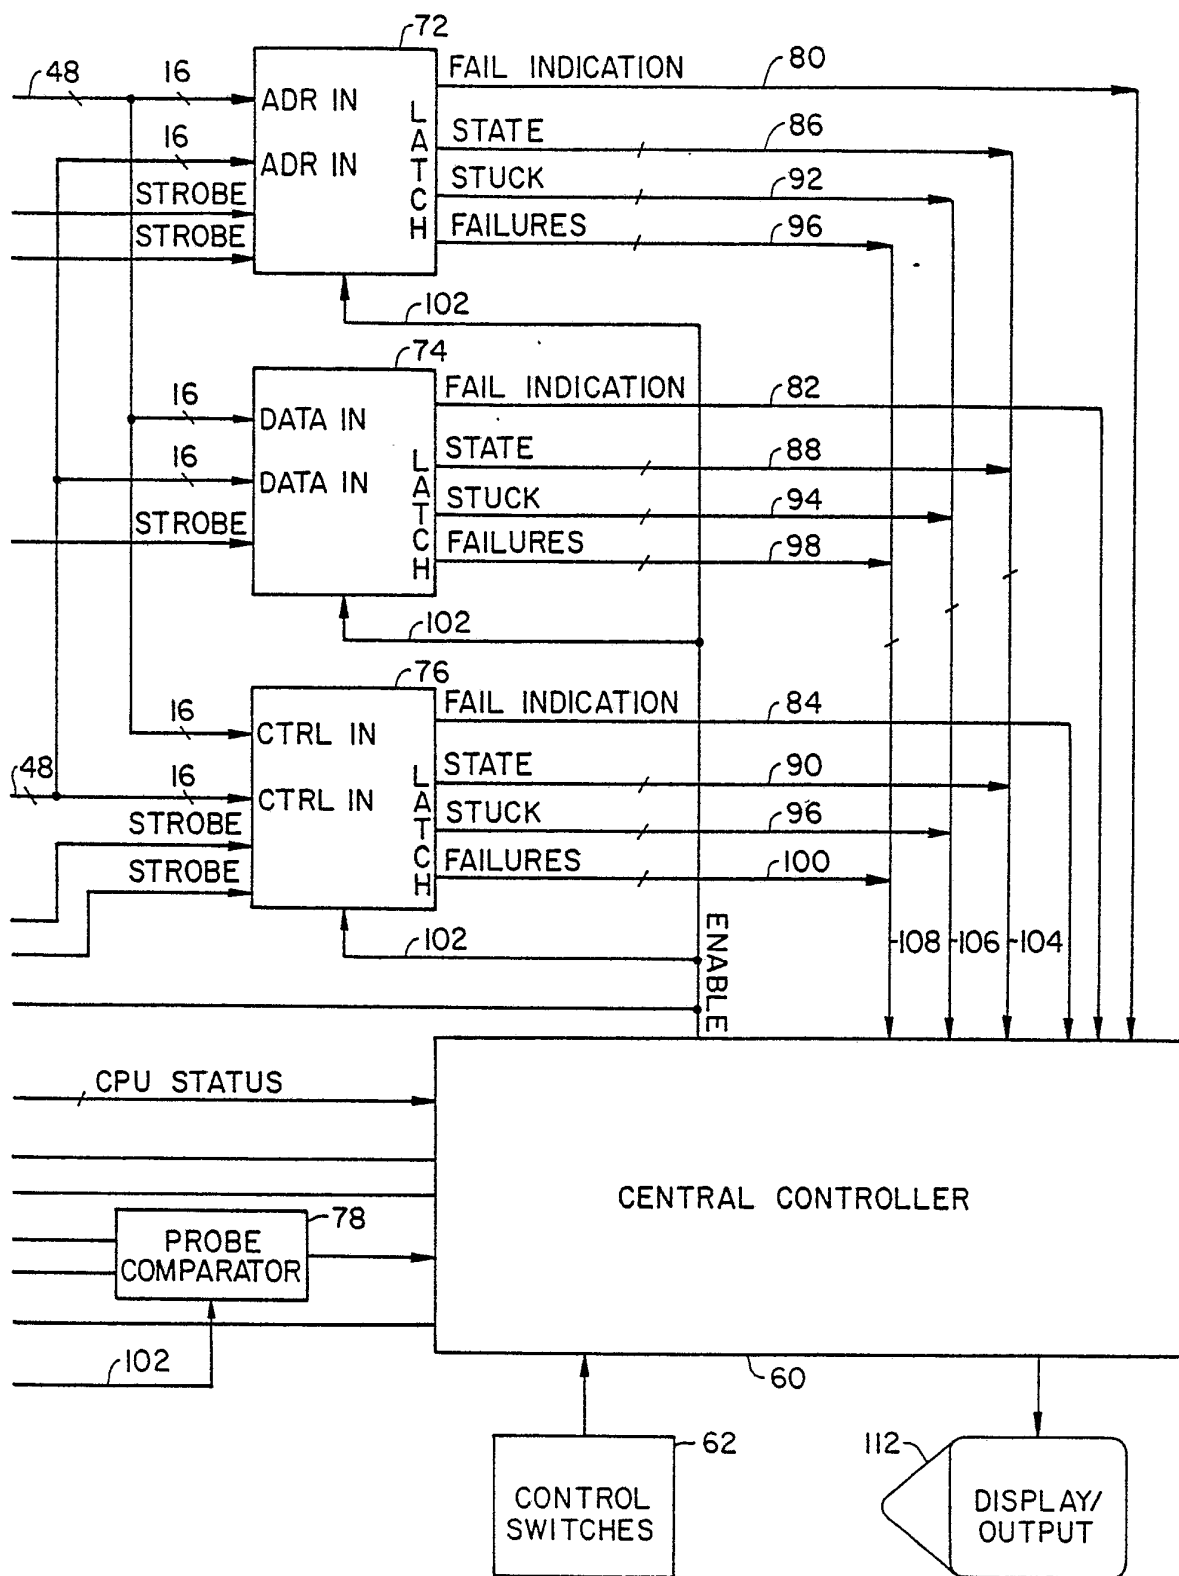 72
48
16
ADR IN
FAIL INDICATION
80
16
ADR IN
LATCH
STATE
86
STROBE
STUCK
92
STROBE
FAILURES
96
102
74
FAIL INDICATION
82
16
DATA IN
16
DATA IN
LATCH
STATE
88
STROBE
STUCK
94
FAILURES
98
102
76
FAIL INDICATION
84
16
CTRL IN
48
16
CTRL IN
LATCH
STATE
90
STROBE
STUCK
96
STROBE
FAILURES
100
102
ENABLE
108
106
104
CPU STATUS
CENTRAL CONTROLLER
78
PROBE
COMPARATOR
102
60
62
CONTROL
SWITCHES
112
DISPLAY/
OUTPUT